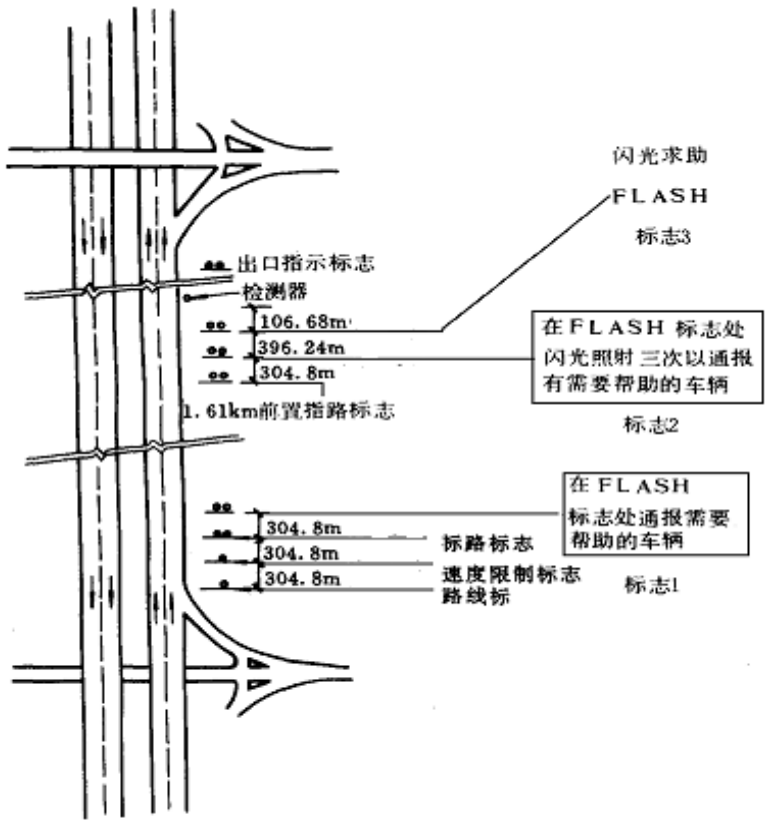 闪光求助
FLASH
标志3
出口指示标志
检测器
106.68m
396.24m
304.8m
1.61km前置指路标志
在FLASH 标志处
闪光照射三次以通报
有需要帮助的车辆
标志2
在FLASH
标志处通报需要
帮助的车辆
标志1
304.8m
标路标志
304.8m
速度限制标志
304.8m
路线标